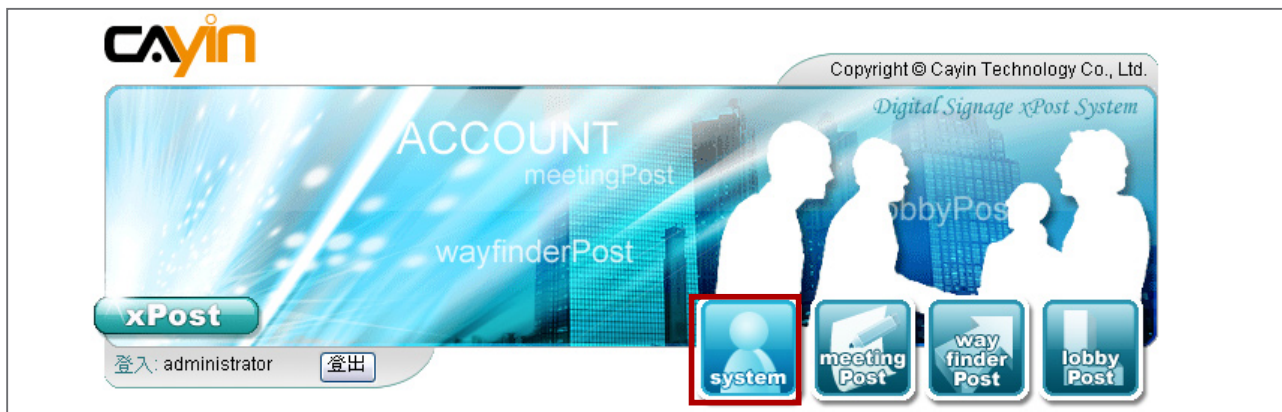 CAyin
Copyright © Cayin Technology Co., Ltd.
Digital Signage xPost System
ACCOUNT
meetingPost
lobbyPos
wayfinderPost
xPost
登入: administrator
登出
system
meeting
Post
way
finder
Post
lobby
Post